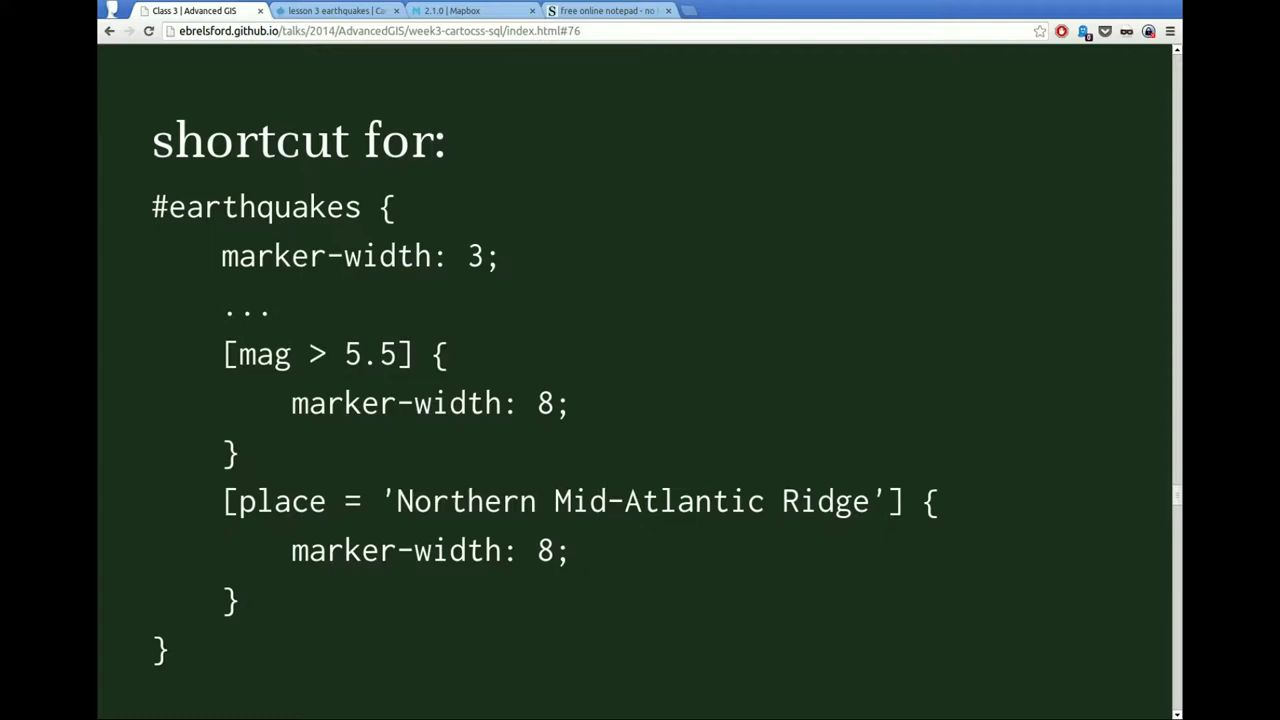 Class 3 | Advanced GIS
lesson 3 earthquakes | Ca
2.1.0 | Mapbox
free online notepad - no
ebrelsford.github.io/talks/2014/AdvancedGIS/week3-cartocss-sql/index.html#76
shortcut for:
#earthquakes {
marker-width: 3;
...
[mag > 5.5] {
marker-width: 8;
}
[place = 'Northern Mid-Atlantic Ridge'] {
marker-width: 8;
}
}